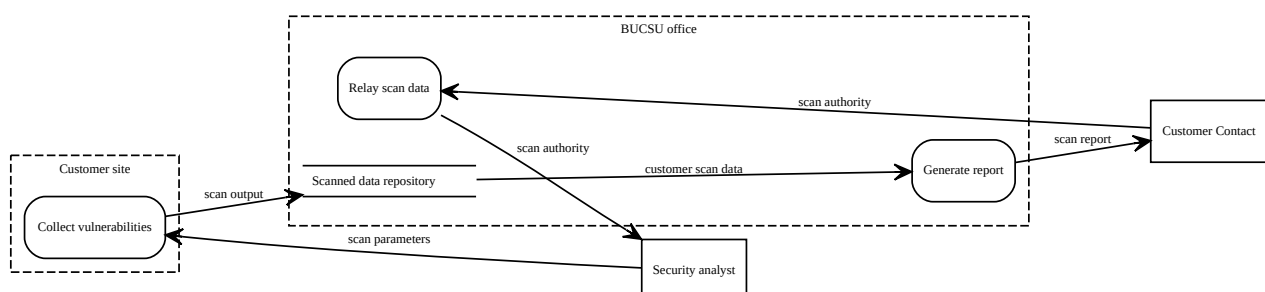 BUCSU office
Relay scan data
scan authority
Customer Contact
scan authority
scan report
Customer site
Scanned data repository
customer scan data
Generate report
scan output
Collect vulnerabilities
scan parameters
Security analyst